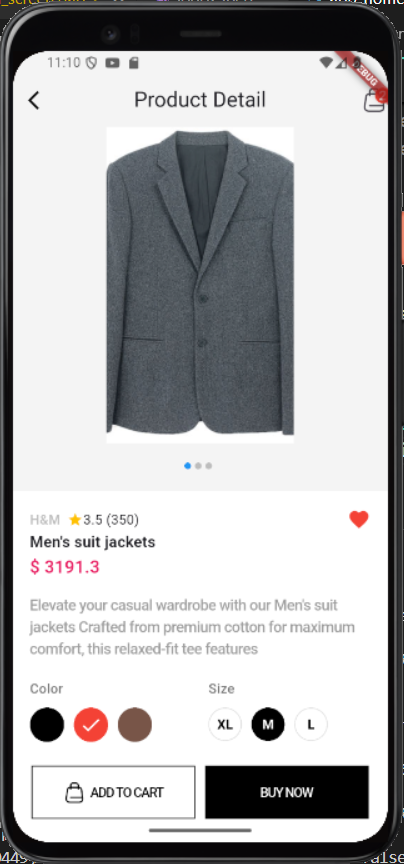 11:10
DEBUG
Product Detail
H&M ⭐3.5 (350)
Men's suit jackets
$ 3191.3
Elevate your casual wardrobe with our Men's suit
jackets Crafted from premium cotton for maximum
comfort, this relaxed-fit tee features
Color
Size
XL M L
ADD TO CART
BUY NOW